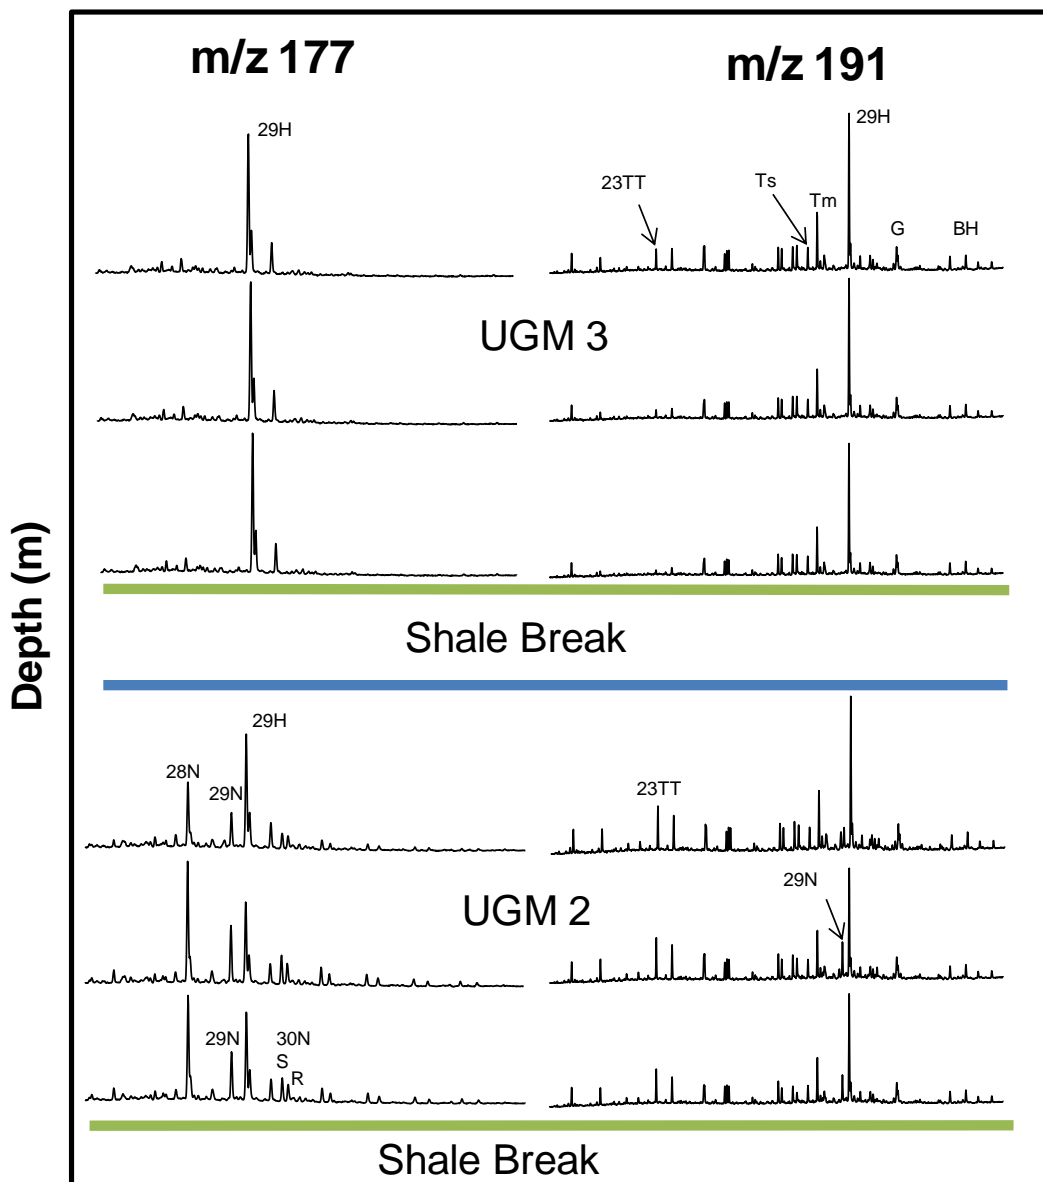 m/z 177
m/z 191
29H
29H
23TT
Ts
Tm
G
BH
UGM 3
Depth (m)
Shale Break
29H
28N
29N
23TT
29N
UGM 2
29N
30N
S
R
Shale Break